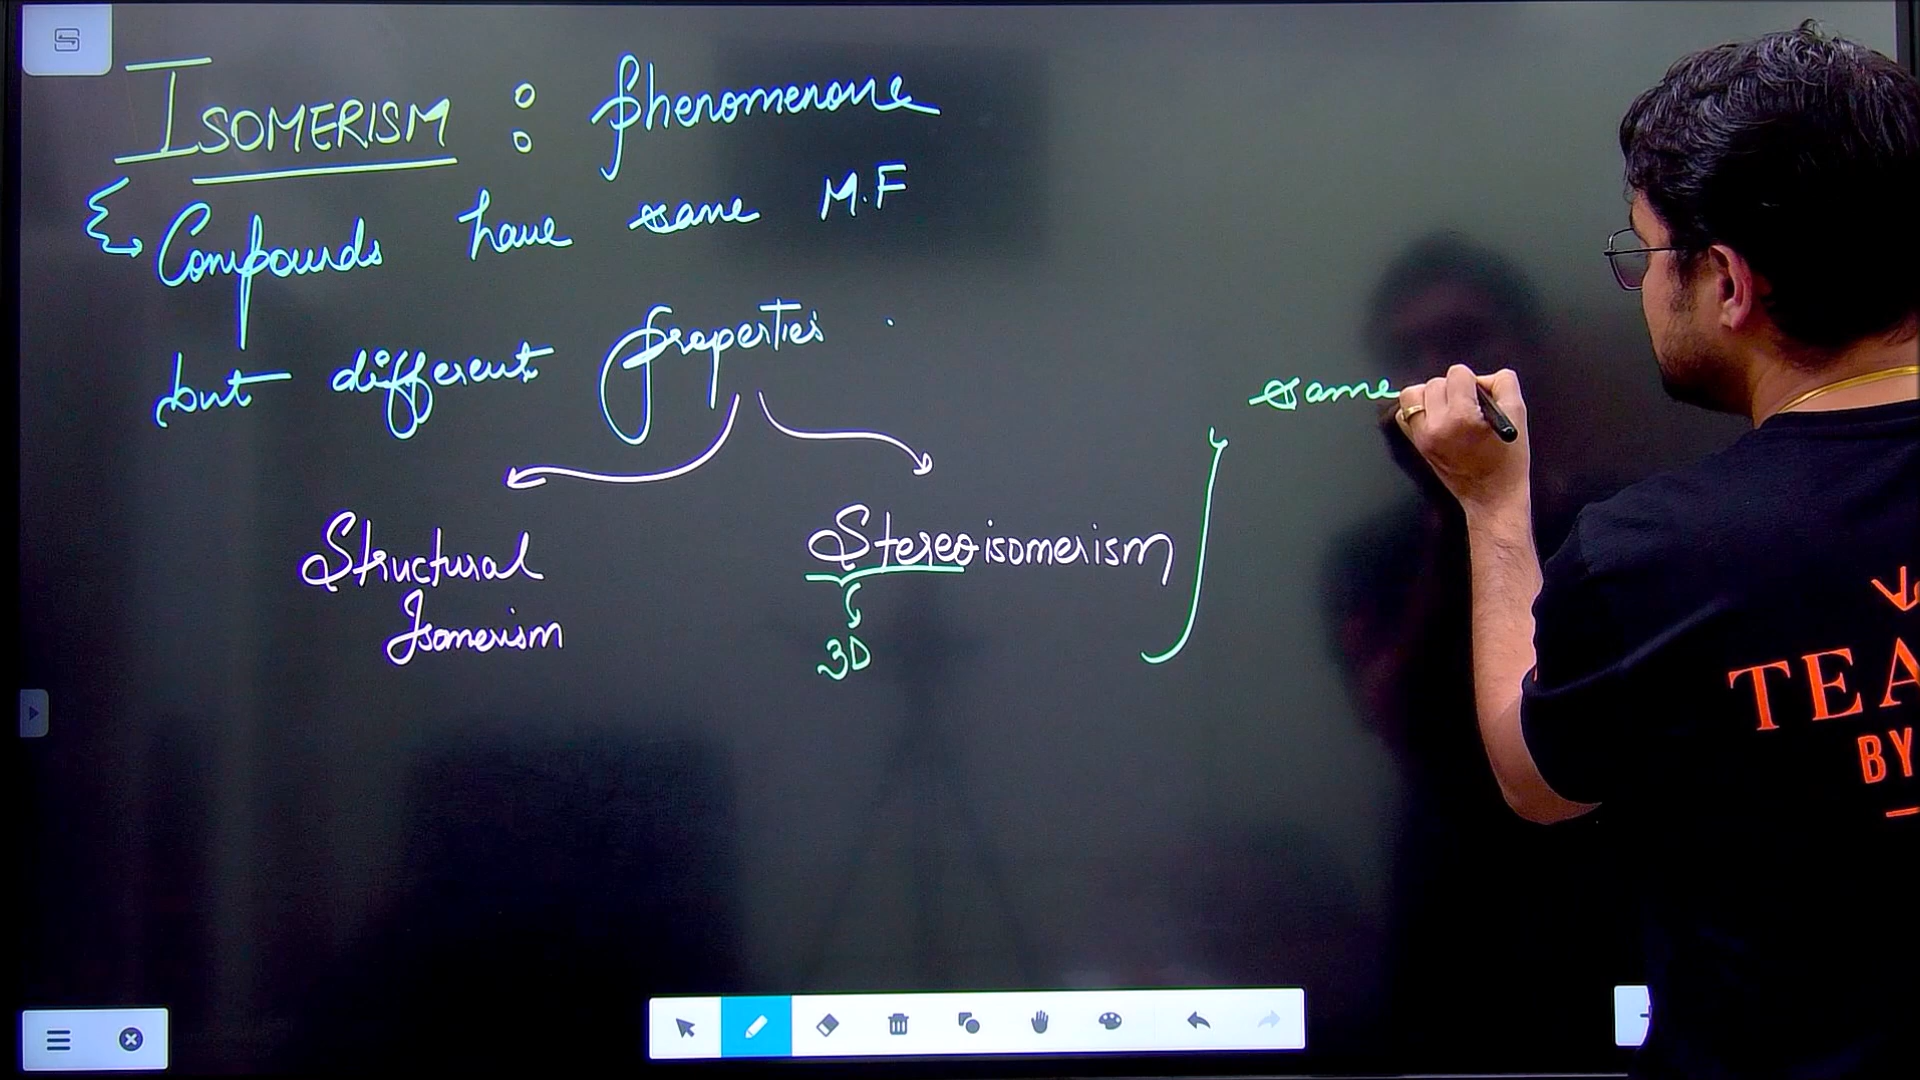 ISOMERISM : phenomenone
Compounds have same M.F
but different properties
Structural
Isomerism
Stereoisomerism
3D
same
TEA
BY